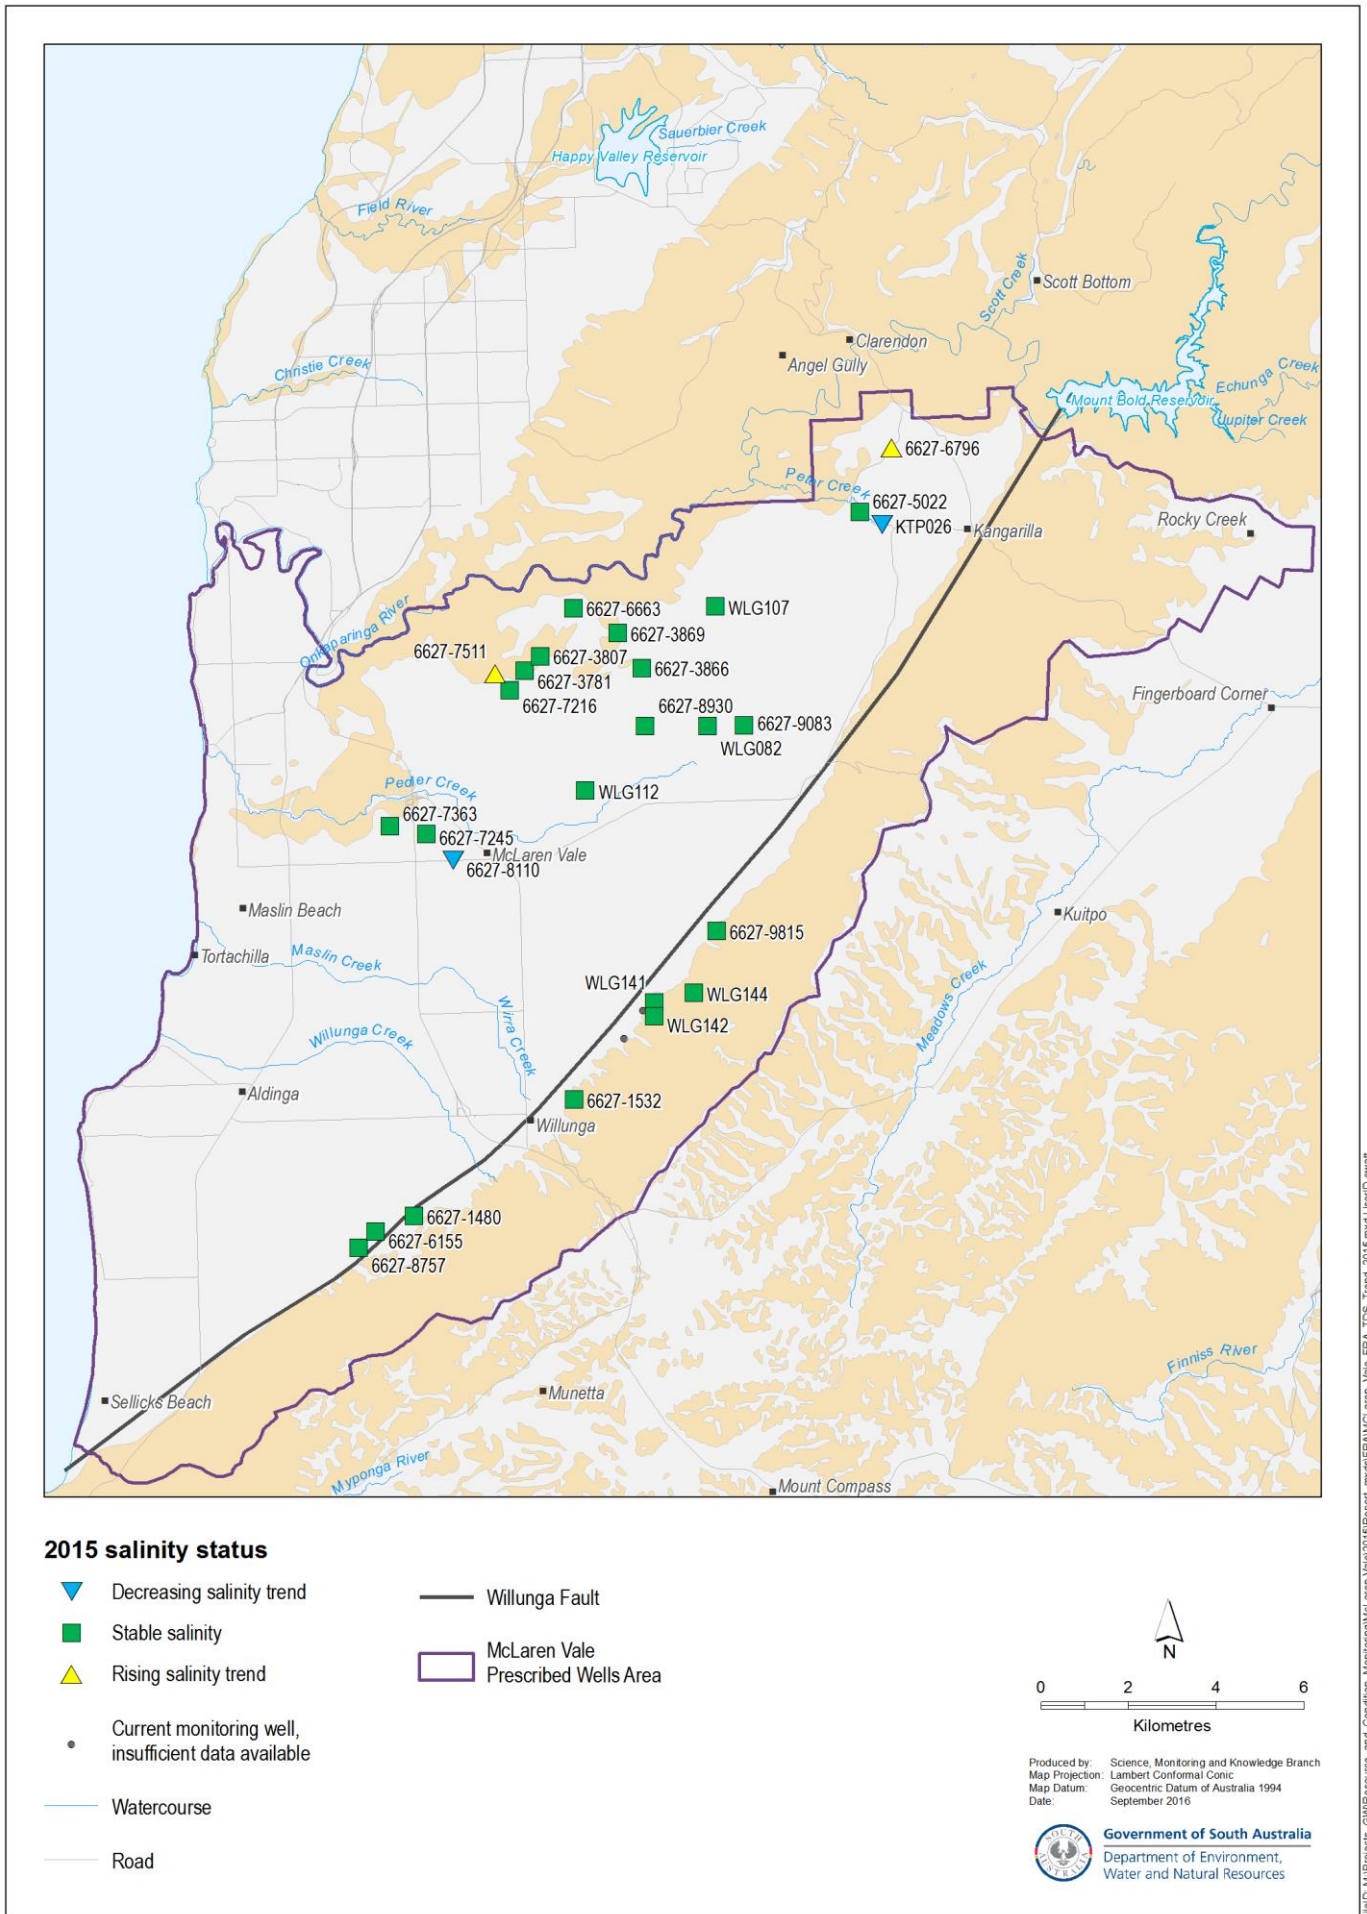 Sauerbier Creek
Happy Valley Reservoir
Field River
Scott Creek
Scott Bottom
Clarendon
Angel Gully
Christie Creek
Echunga Creek
Mount Bold Reservoir
Jupiter Creek
6627-6796
Peter Creek
6627-5022
KTP026
Kangarilla
Rocky Creek
Onkaparinga River
6627-6663
WLG107
6627-3869
6627-7511
6627-3807
6627-3866
6627-3781
6627-7216
6627-8930
6627-9083
WLG082
Fingerboard Corner
Pedler Creek
WLG112
6627-7363
6627-7245
McLaren Vale
6627-8110
Maslin Beach
Kuitpo
6627-9815
Tortachilla
Maslin Creek
WLG141
WLG144
WLG142
Wirra Creek
Meadows Creek
Willunga Creek
Aldinga
6627-1532
Willunga
6627-1480
6627-6155
6627-8757
Finniss River
Munetta
Sellicks Beach
Myponga River
Mount Compass
2015 salinity status
Decreasing salinity trend
Stable salinity
Rising salinity trend
Current monitoring well,
insufficient data available
Watercourse
Road
Willunga Fault
McLaren Vale
Prescribed Wells Area
N
0 2 4 6
Kilometres
Produced by: Science, Monitoring and Knowledge Branch
Map Projection: Lambert Conformal Conic
Map Datum: Geocentric Datum of Australia 1994
Date: September 2016
SOUTH AUSTRALIA
Government of South Australia
Department of Environment,
Water and Natural Resources